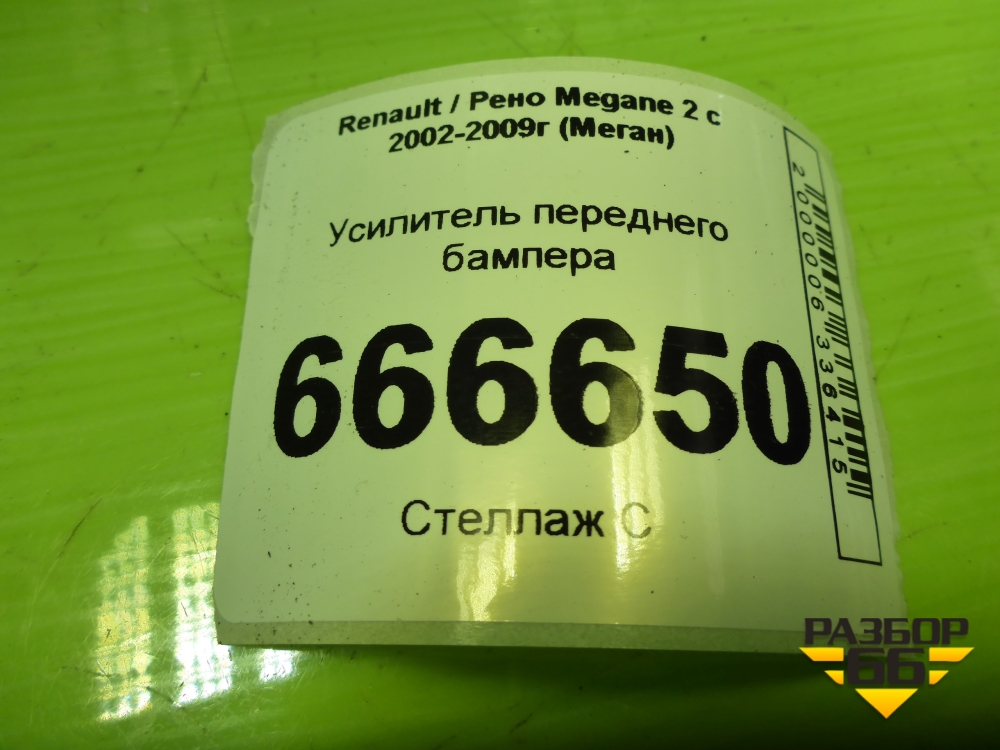 Renault / Рено Megane 2 с
2002-2009г (Меган)
Усилитель переднего
бампера
666650
Стеллаж С
2000006336415
РАЗБОР
66